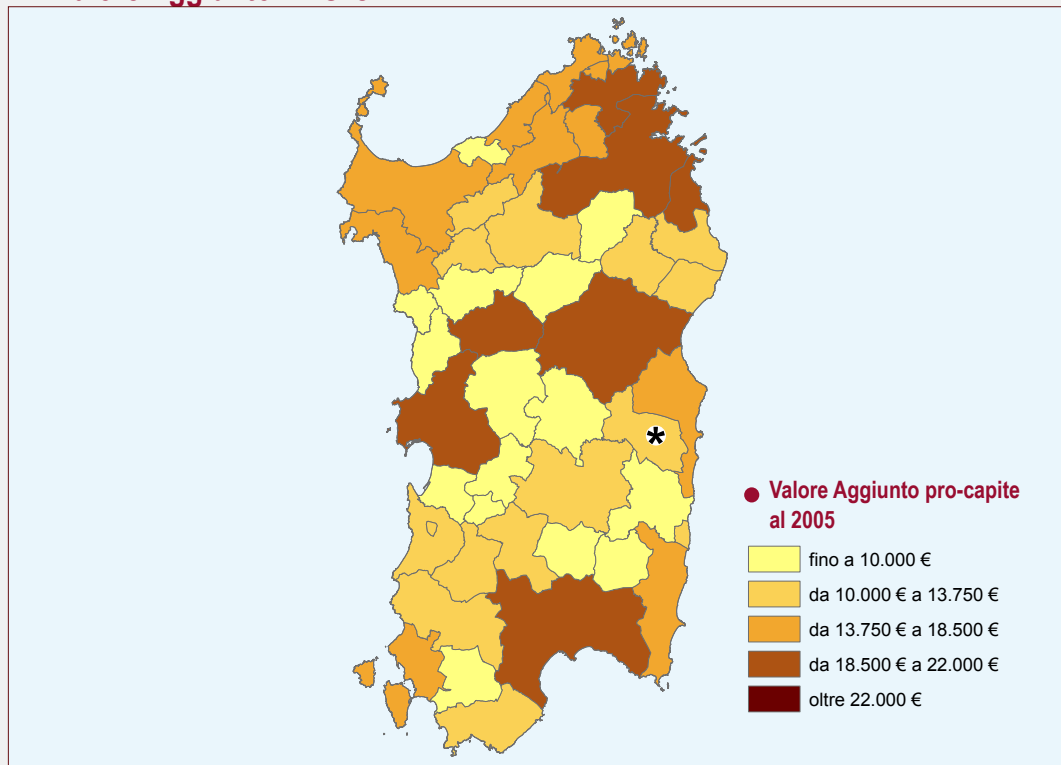 Valore Aggiunto pro-capite
al 2005
fino a 10.000 €
da 10.000 € a 13.750 €
da 13.750 € a 18.500 €
da 18.500 € a 22.000 €
oltre 22.000 €
*